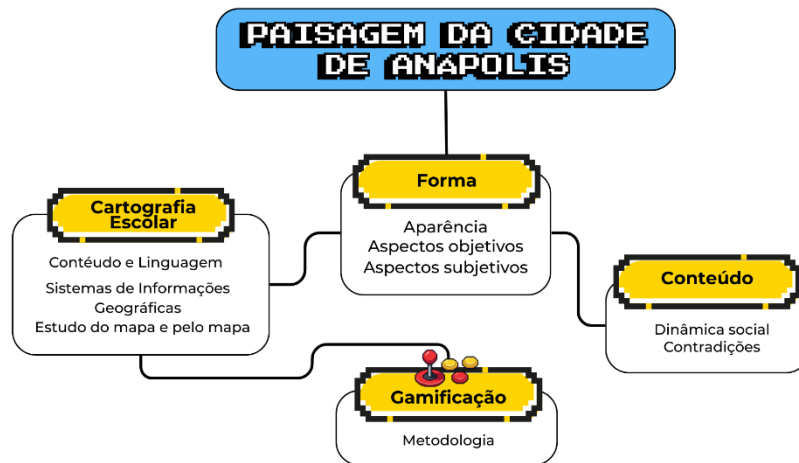 PAISAGEM DA CIDADE
DE ANÁPOLIS
Forma
Aparência
Aspectos objetivos
Aspectos subjetivos
Cartografia
Escolar
Contéudo e Linguagem
Sistemas de Informações
Geográficas
Estudo do mapa e pelo mapa
Conteúdo
Dinâmica social
Contradições
Gamificação
Metodologia